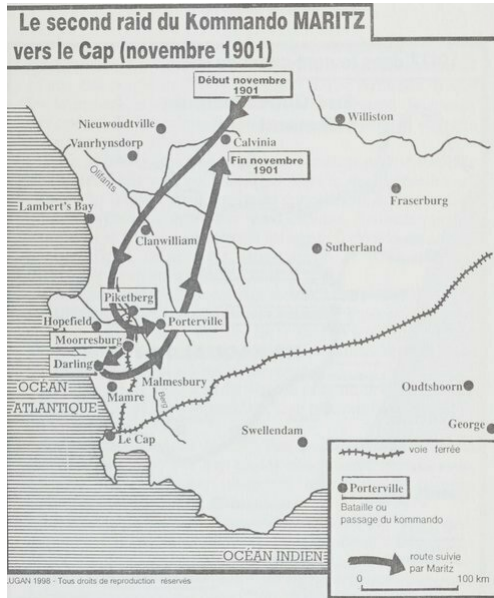 Le second raid du Kommando MARITZ
vers le Cap (novembre 1901)
Début novembre
1901
Williston
Nieuwoudtville
Calvinia
Vanrhynsdorp
Fin novembre
1901
Olifants
Fraserburg
Lambert's Bay
Clanwilliam
Sutherland
Piketberg
Hopefield
Porterville
Moorresburg
Darling
Malmesbury
OCÉAN
ATLANTIQUE
Mamre
Berg
Oudtshoorn
Le Cap
Swellendam
George
voie ferrée
Porterville
Bataille ou
passage du kommando
OCÉAN INDIEN
route suivie
par Maritz
0 100 km
LUGAN 1998 - Tous droits de reproduction réservés